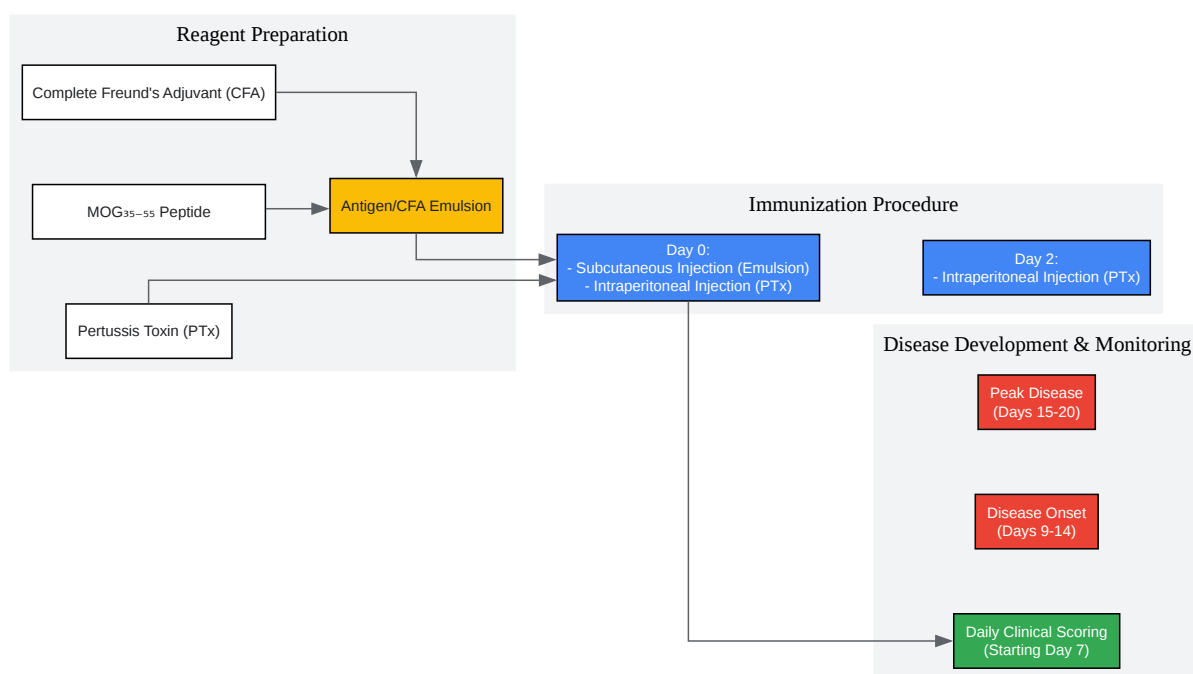 Reagent Preparation
Complete Freund's Adjuvant (CFA)
MOG₃₅₋₅₅ Peptide
Antigen/CFA Emulsion
Pertussis Toxin (PTx)
Immunization Procedure
Day 0:
- Subcutaneous Injection (Emulsion)
- Intraperitoneal Injection (PTx)
Day 2:
- Intraperitoneal Injection (PTx)
Disease Development & Monitoring
Peak Disease
(Days 15-20)
Disease Onset
(Days 9-14)
Daily Clinical Scoring
(Starting Day 7)